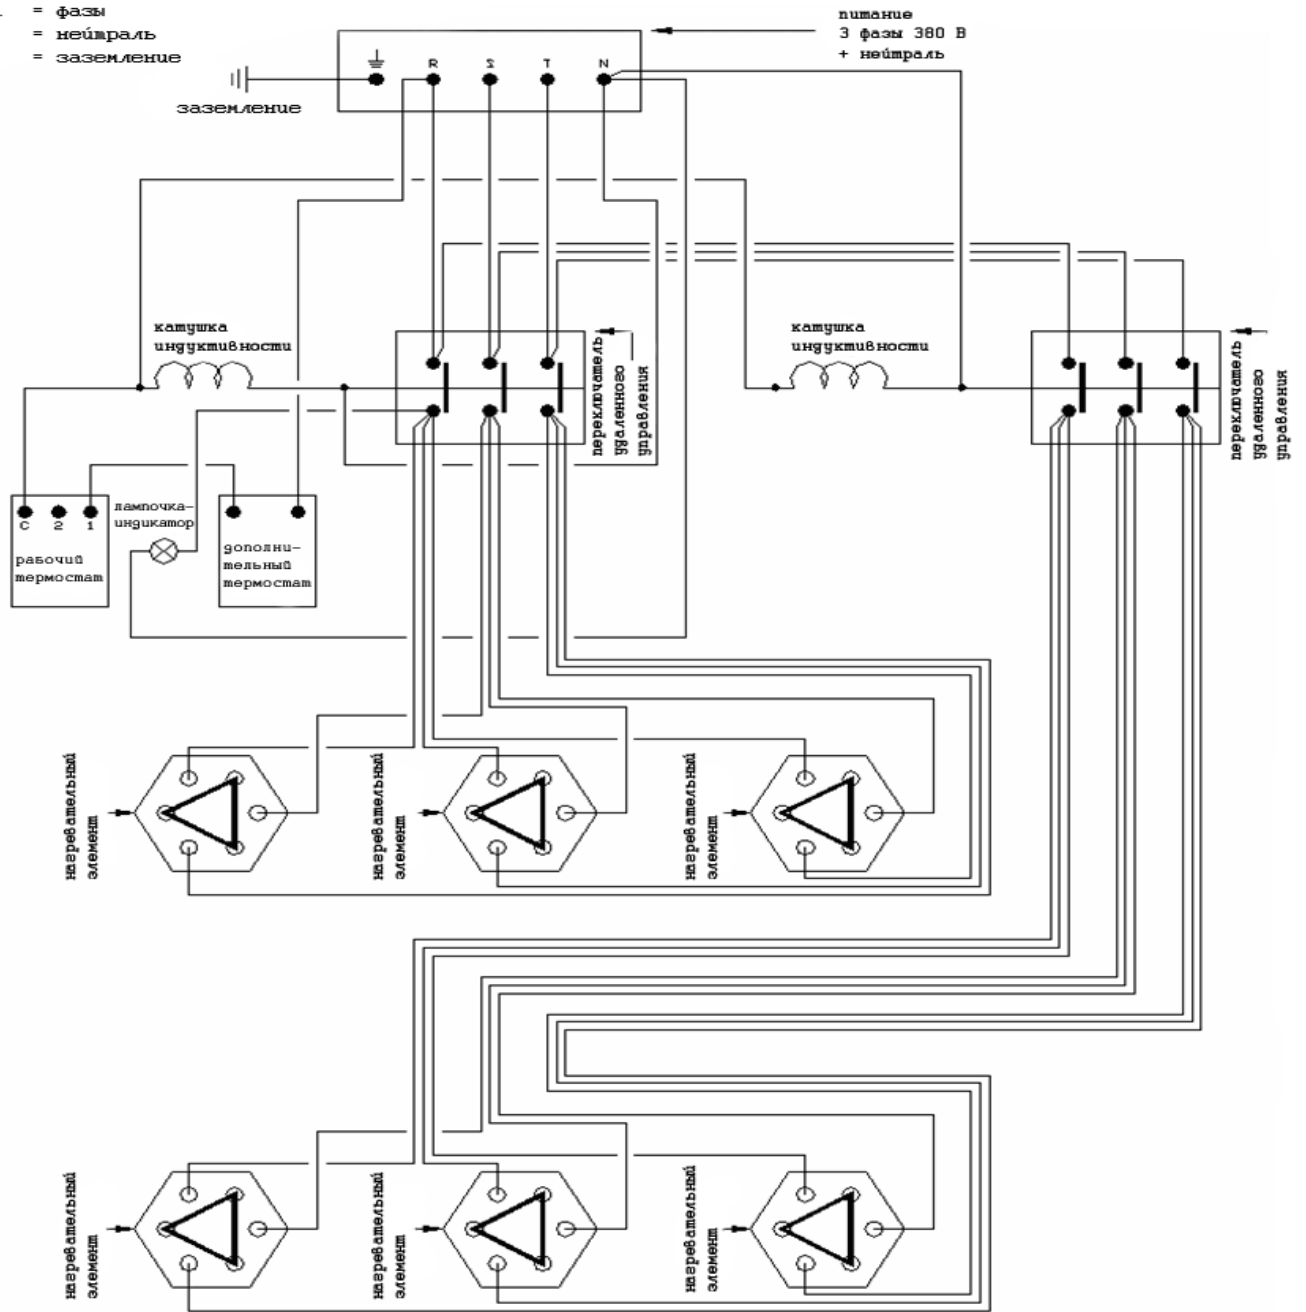 = фазы
= нейтраль
= заземление
питание
3 фазы 380 В
+ нейтраль
R S T N
заземление
катушка
индуктивности
переключатель
удаленного
управления
катушка
индуктивности
переключатель
удаленного
управления
C 2 1
рабочий
термостат
лампочка-
индикатор
дополни-
тельный
термостат
нагревательный
элемент
нагревательный
элемент
нагревательный
элемент
нагревательный
элемент
нагревательный
элемент
нагревательный
элемент